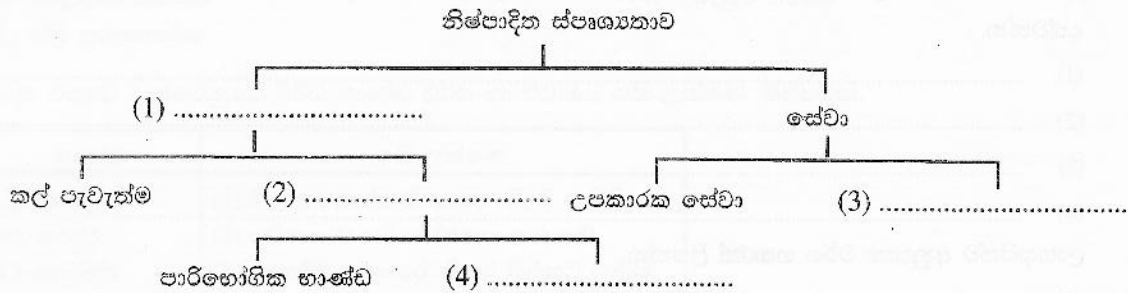 නිෂ්පාදිත ස්පෘශ්‍යතාව
(1) ................................ සේවා
කල් පැවැත්ම (2) ................................ උපකාරක සේවා (3) ................................
පාරිභෝගික භාණ්ඩ (4) ................................